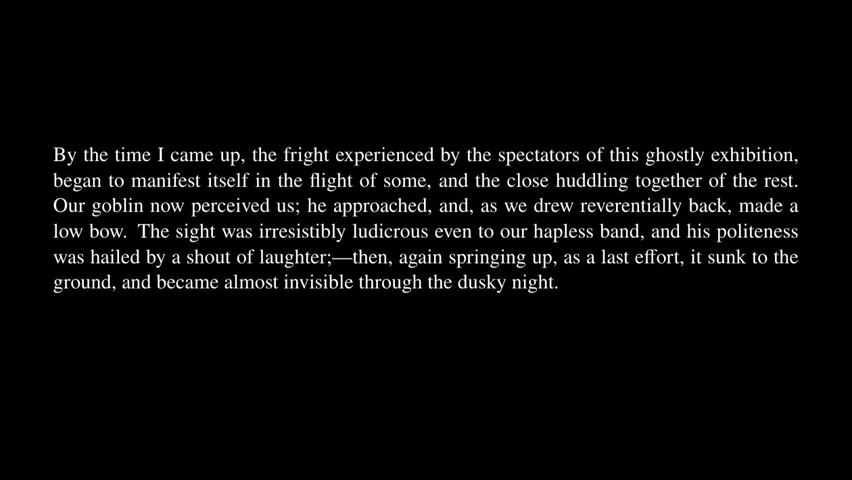 By the time I came up, the fright experienced by the spectators of this ghostly exhibition,
began to manifest itself in the flight of some, and the close huddling together of the rest.
Our goblin now perceived us; he approached, and, as we drew reverentially back, made a
low bow. The sight was irresistibly ludicrous even to our hapless band, and his politeness
was hailed by a shout of laughter;—then, again springing up, as a last effort, it sunk to the
ground, and became almost invisible through the dusky night.